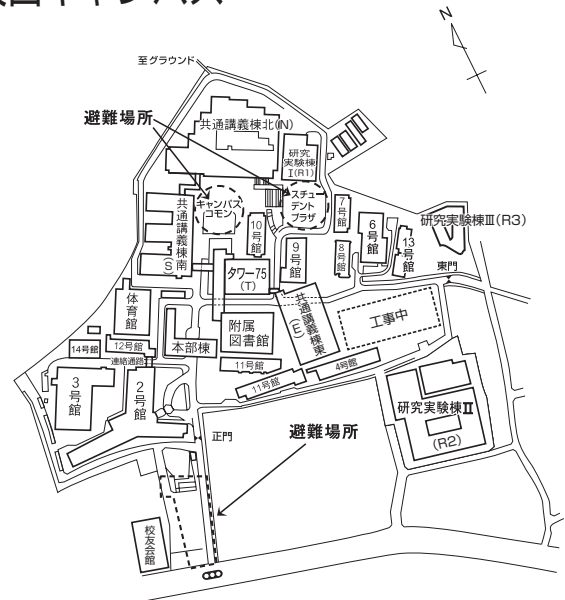 キャンパス
N
至グラウンド
避難場所
共通講義棟北(N)
研究
実験棟
I(R1)
キャンパス
コモン
スチュ
デント
プラザ
7号館
研究実験棟Ⅲ(R3)
共通講義棟南
(S)
10号館
6号館
9号館
8号館
13号館
東門
タワー75
(T)
体育館
共通講義棟東
(E)
工事中
附属
図書館
14号館
12号館
本部棟
連絡通路
11号館
4号館
11号館
3号館
2号館
研究実験棟Ⅱ
(R2)
正門
避難場所
校友会館